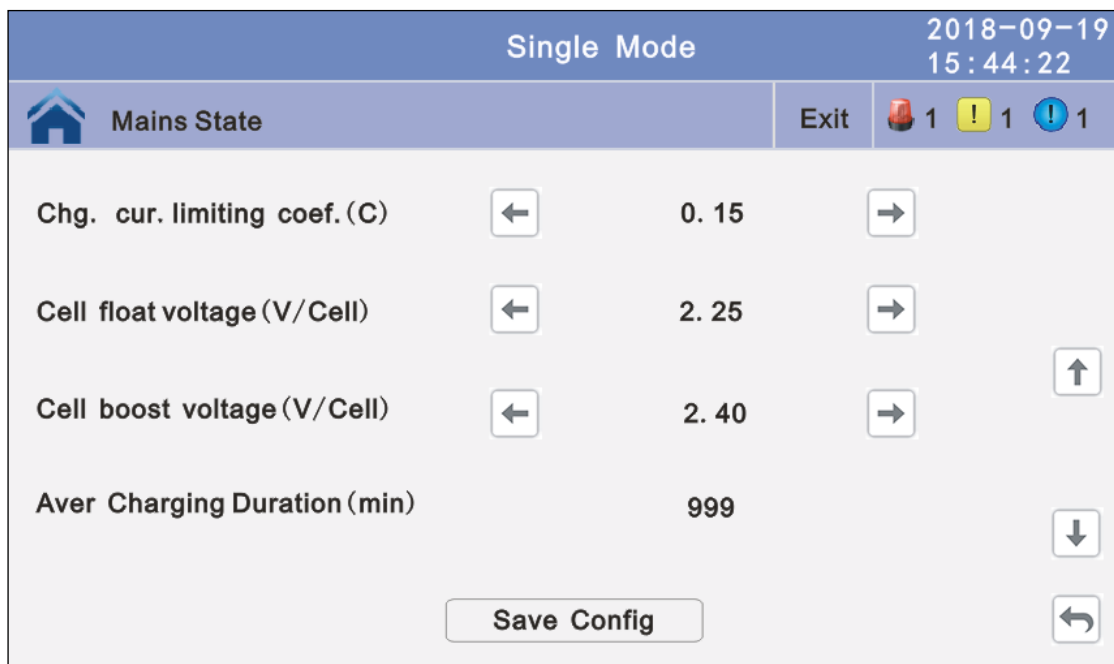 Single Mode
2018-09-19
15:44:22
Mains State
Exit
1
! 1
! 1
Chg. cur. limiting coef.(C)
0.15
Cell float voltage(V/Cell)
2.25
Cell boost voltage(V/Cell)
2.40
Aver Charging Duration(min)
999
Save Config